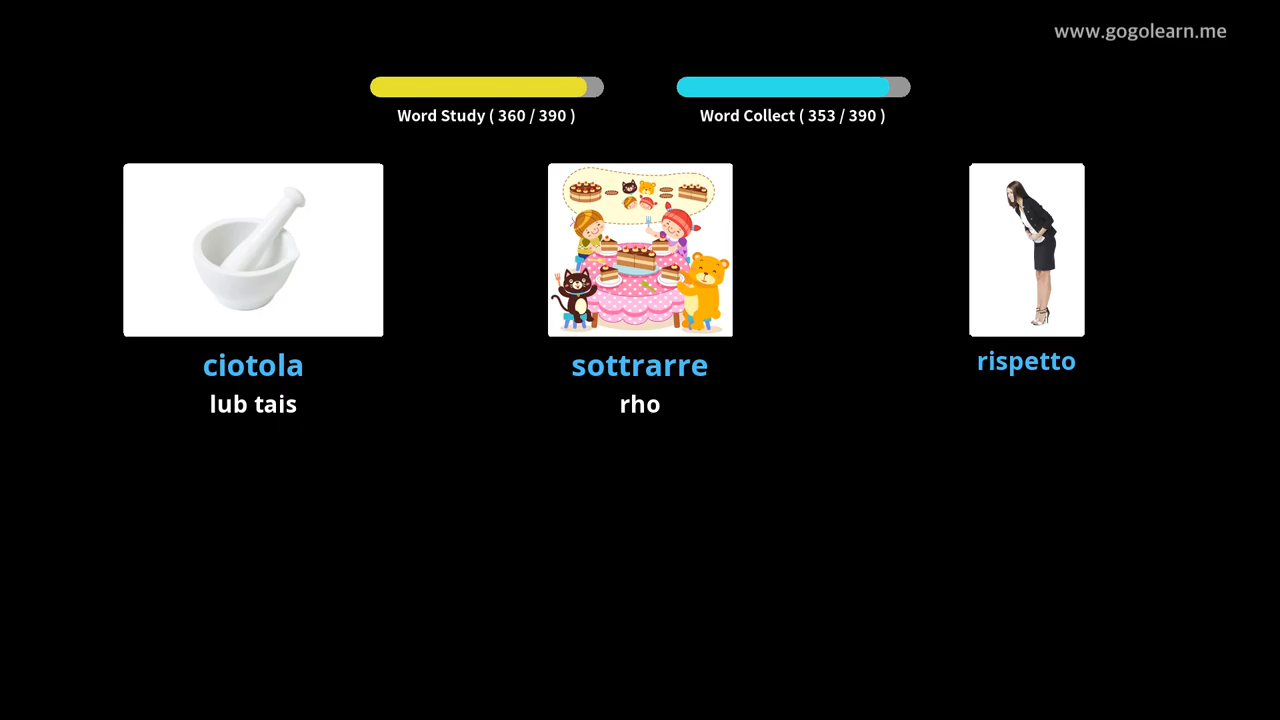 www.gogolearn.me
Word Study ( 360 / 390 )
Word Collect ( 353 / 390 )
ciotola
sottrarre
rispetto
lub tais
rho